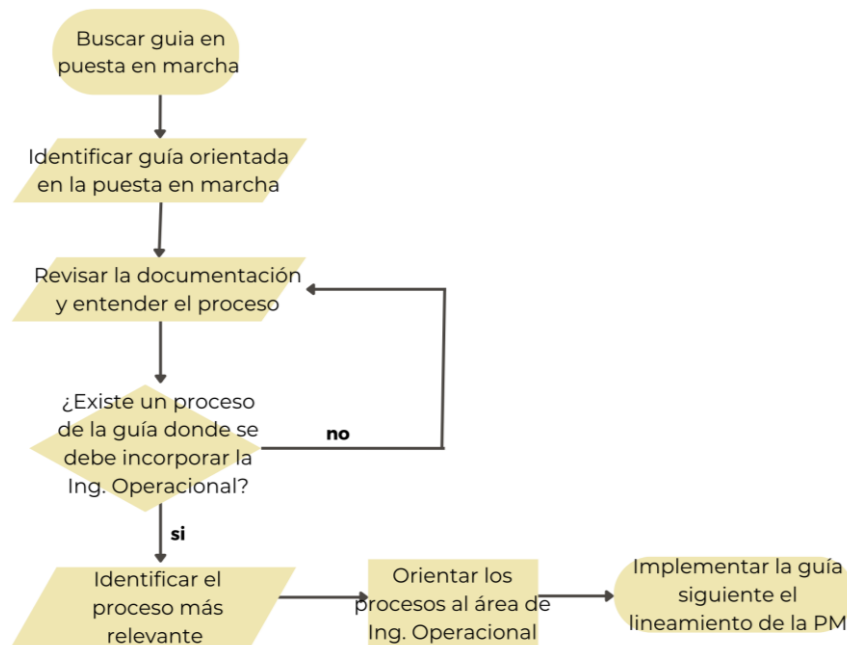 Buscar guia en
puesta en marcha
Identificar guía orientada
en la puesta en marcha
Revisar la documentación
y entender el proceso
¿Existe un proceso
de la guía donde se
debe incorporar la
Ing. Operacional?
no
si
Identificar el
proceso más
relevante
Orientar los
procesos al área de
Ing. Operacional
Implementar la guía
siguiente el
lineamiento de la PM